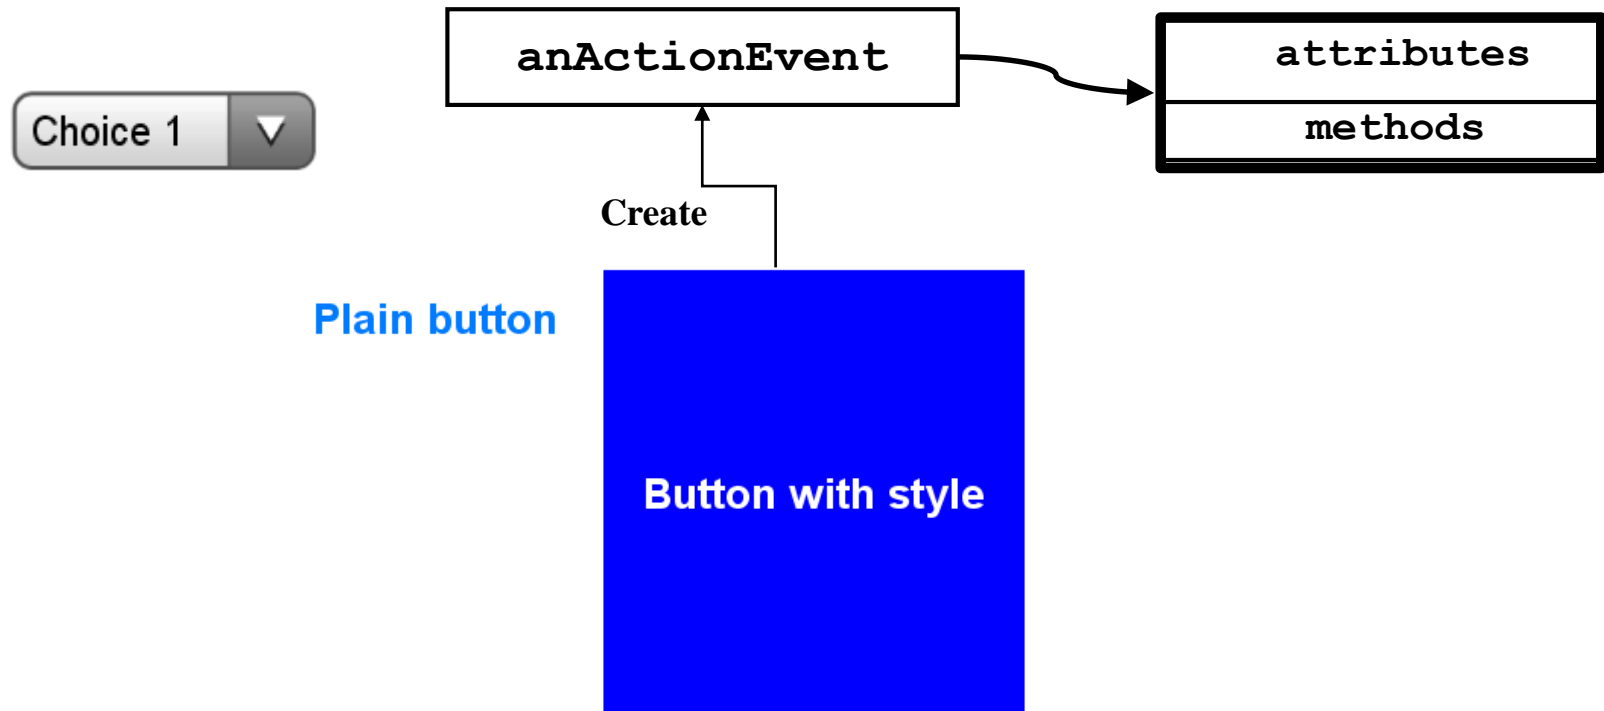 anActionEvent
attributes
Choice 1
methods
Create
Plain button
Button with style